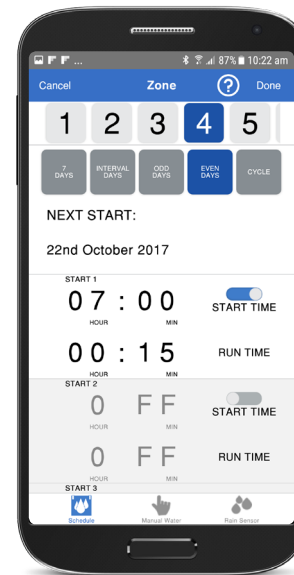 87% 10:22 am
Cancel Zone ? Done
1 2 3 4 5
7 DAYS INTERVAL DAYS ODD DAYS EVEN DAYS CYCLE
NEXT START:
22nd October 2017
START 1
07 : 00 START TIME
HOUR MIN
00 : 15 RUN TIME
HOUR MIN
START 2
0 FF START TIME
HOUR MIN
0 FF RUN TIME
HOUR MIN
START 3
Schedule Manual Water Rain Sensor